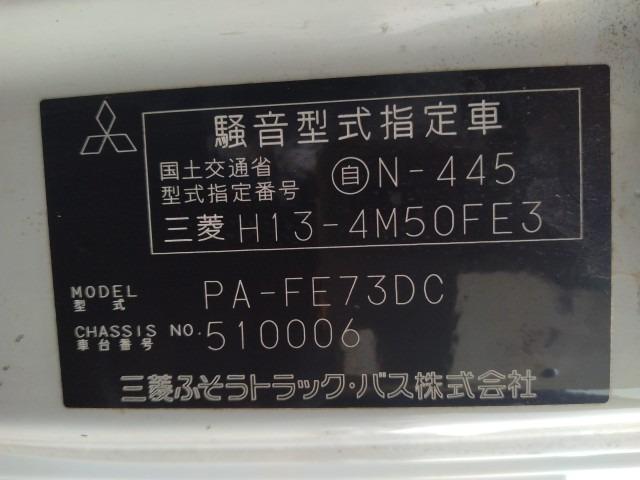 騒音型式指定車
国土交通省
型式指定番号 ㊂N-445
三菱 H13-4M50FE3
MODEL
型式 PA-FE73DC
CHASSIS NO.
車台番号 510006
三菱ふそうトラック・バス株式会社